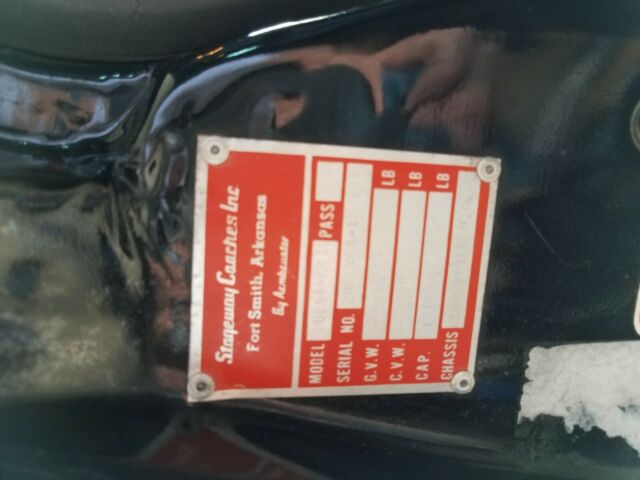 Stageway Coaches Inc
Fort Smith, Arkansas
By Armbruster
MODEL PASS
SERIAL NO.
G.V.W. LB
C.V.W. LB
CAP. LB
CHASSIS